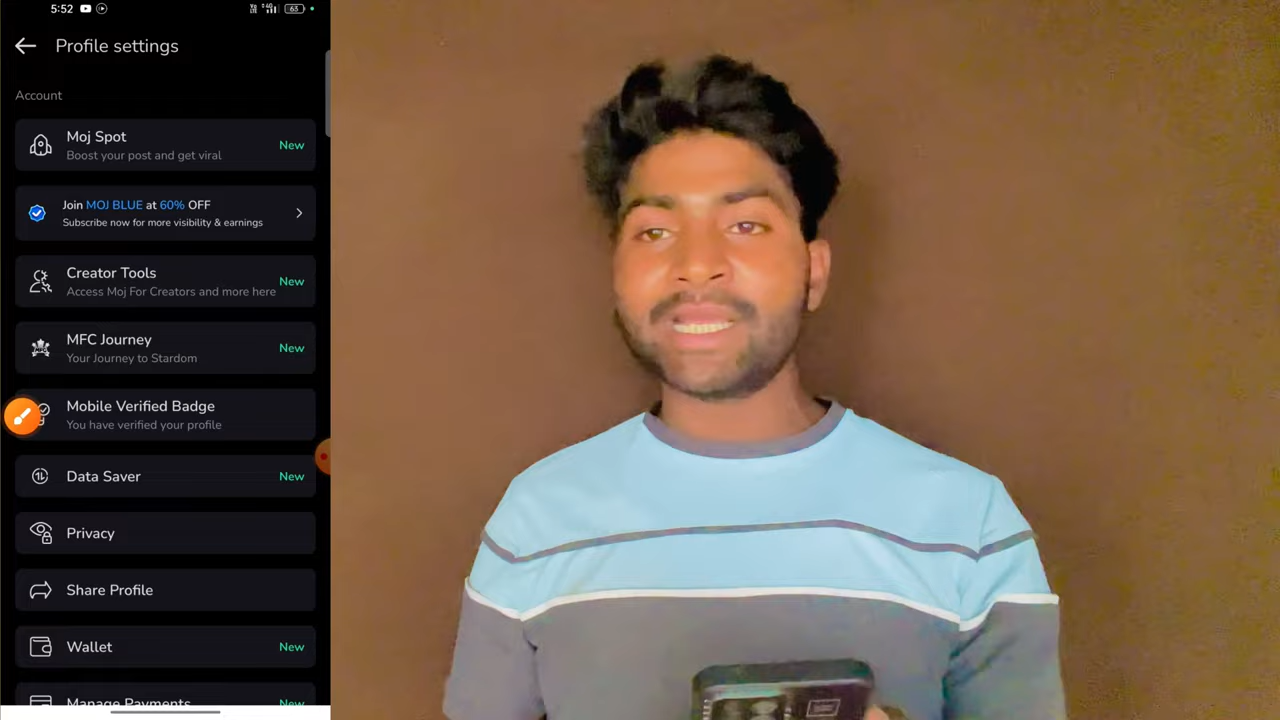 5:52
63
Profile settings
Account
Moj Spot
Boost your post and get viral
New
Join MOJ BLUE at 60% OFF
Subscribe now for more visibility & earnings
Creator Tools
Access Moj For Creators and more here
New
MFC Journey
Your Journey to Stardom
New
Mobile Verified Badge
You have verified your profile
Data Saver
New
Privacy
Share Profile
Wallet
New
Manage Payments
New